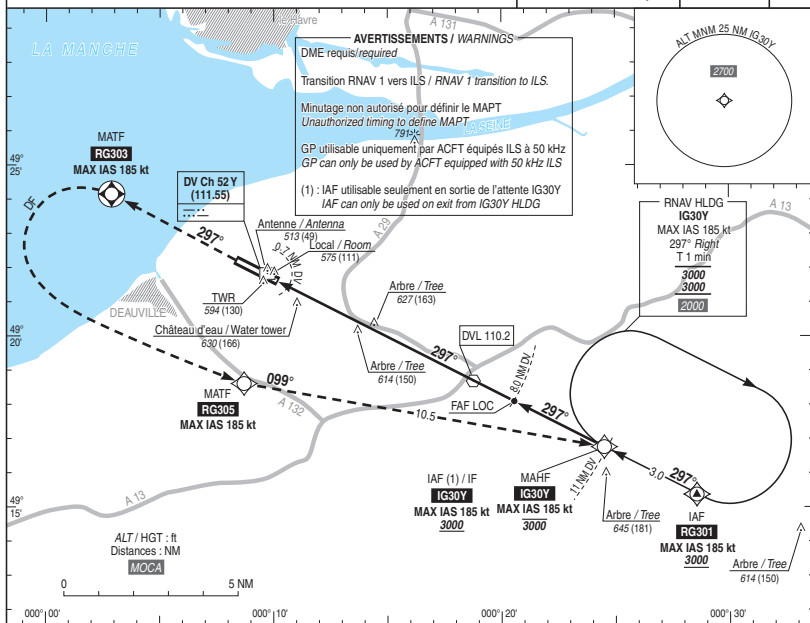 le Havre
A 131
LA MANCHE
AVERTISSEMENTS / WARNINGS
DME requis/required
Transition RNAV 1 vers ILS / RNAV 1 transition to ILS.
Minutage non autorisé pour définir le MAPT
Unauthorized timing to define MAPT
791
LA SEINE
GP utilisable uniquement par ACFT équipés ILS à 50 kHz
GP can only be used by ACFT equipped with 50 kHz ILS
(1) : IAF utilisable seulement en sortie de l'attente IG30Y
IAF can only be used on exit from IG30Y HLDG
ALT MNM 25 NM IG30Y
2700
49°
25'
MATF
RG303
MAX IAS 185 kt
DF
DV Ch 52 Y
(111.55)
297°
Antenne / Antenna
513 (49)
Local / Room
575 (111)
0.7 NM DV
TWR
594 (130)
DEAUVILLE
Château d'eau / Water tower
630 (166)
A 29
Arbre / Tree
627 (163)
Arbre / Tree
614 (150)
RNAV HLDG
IG30Y
MAX IAS 185 kt
297° Right
T 1 min
3000
3000
2000
A 13
49°
20'
DVL 110.2
297°
8.0 NM DV
FAF LOC
297°
MATF
RG305
MAX IAS 185 kt
099°
A 132
10.5
IAF (1) / IF
IG30Y
MAX IAS 185 kt
3000
MAHF
IG30Y
MAX IAS 185 kt
3000
11 NM DV
3.0
297°
IAF
RG301
MAX IAS 185 kt
3000
Arbre / Tree
645 (181)
Arbre / Tree
614 (150)
A 13
49°
15'
ALT / HGT : ft
Distances : NM
MOCA
0
5 NM
000° 00'
000° 10'
000° 20'
000° 30'